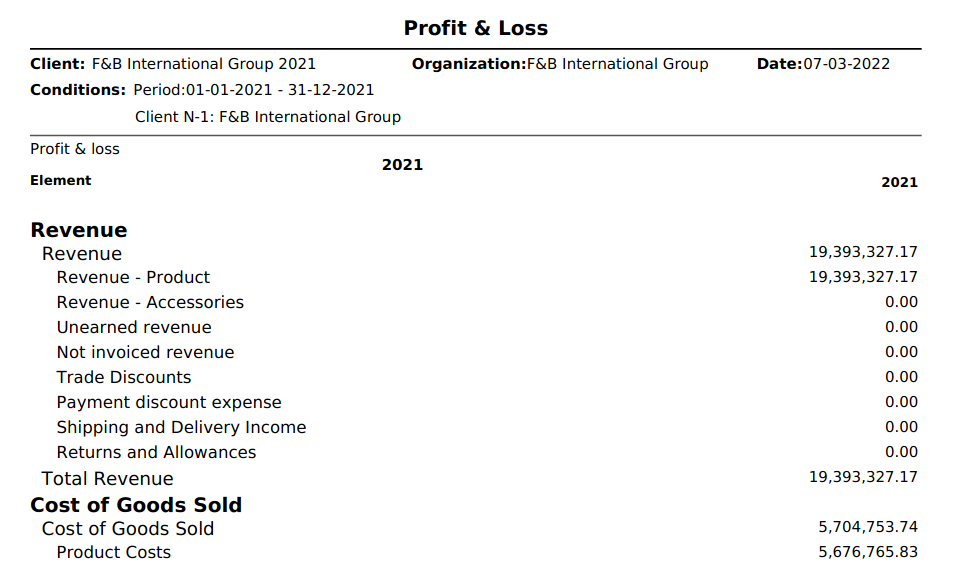 Profit & Loss
Client: F&B International Group 2021 Organization:F&B International Group Date:07-03-2022
Conditions: Period:01-01-2021 - 31-12-2021
Client N-1: F&B International Group
Profit & loss
2021
Element 2021
Revenue
Revenue 19,393,327.17
Revenue - Product 19,393,327.17
Revenue - Accessories 0.00
Unearned revenue 0.00
Not invoiced revenue 0.00
Trade Discounts 0.00
Payment discount expense 0.00
Shipping and Delivery Income 0.00
Returns and Allowances 0.00
Total Revenue 19,393,327.17
Cost of Goods Sold
Cost of Goods Sold 5,704,753.74
Product Costs 5,676,765.83